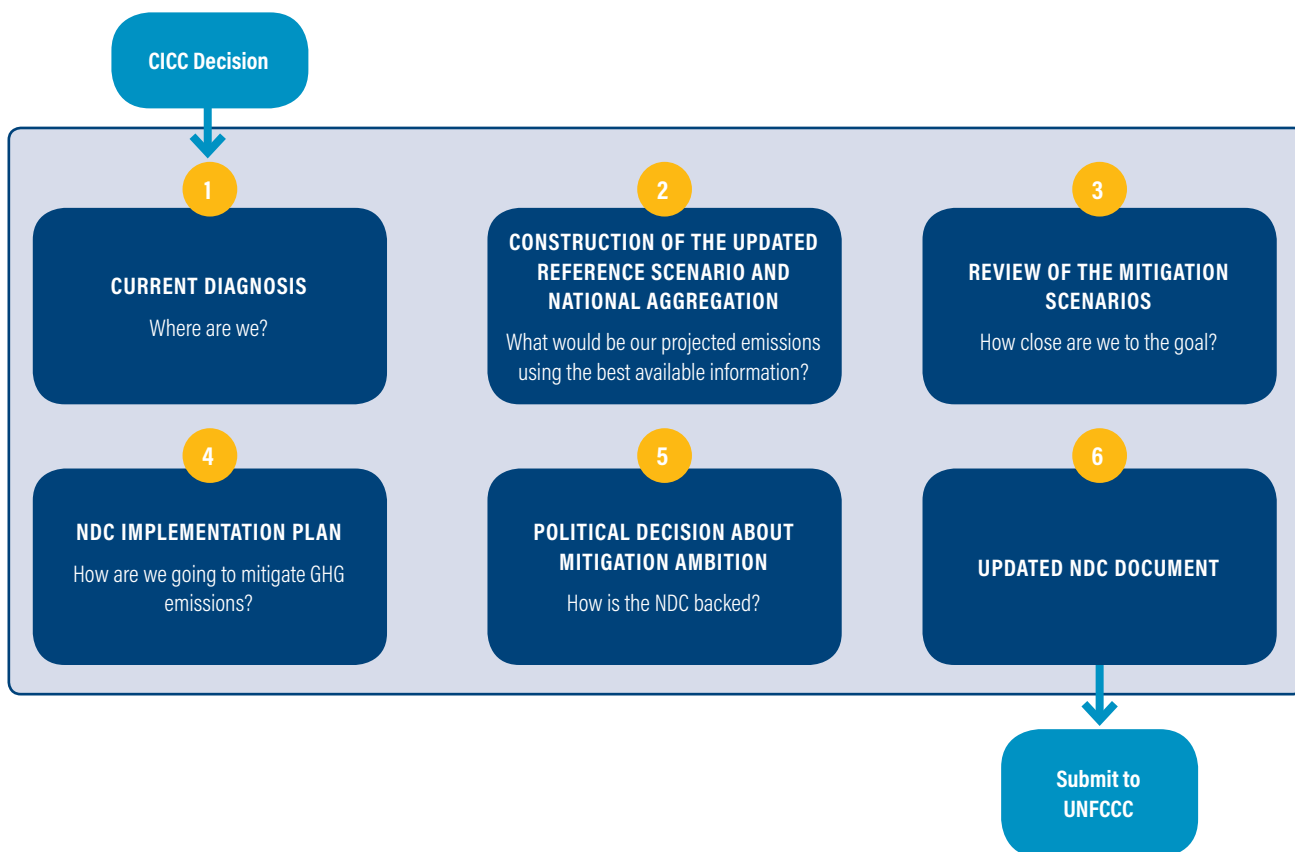 CICC Decision
1
CURRENT DIAGNOSIS
Where are we?
2
CONSTRUCTION OF THE UPDATED
REFERENCE SCENARIO AND
NATIONAL AGGREGATION
What would be our projected emissions
using the best available information?
3
REVIEW OF THE MITIGATION
SCENARIOS
How close are we to the goal?
4
NDC IMPLEMENTATION PLAN
How are we going to mitigate GHG
emissions?
5
POLITICAL DECISION ABOUT
MITIGATION AMBITION
How is the NDC backed?
6
UPDATED NDC DOCUMENT
Submit to
UNFCCC